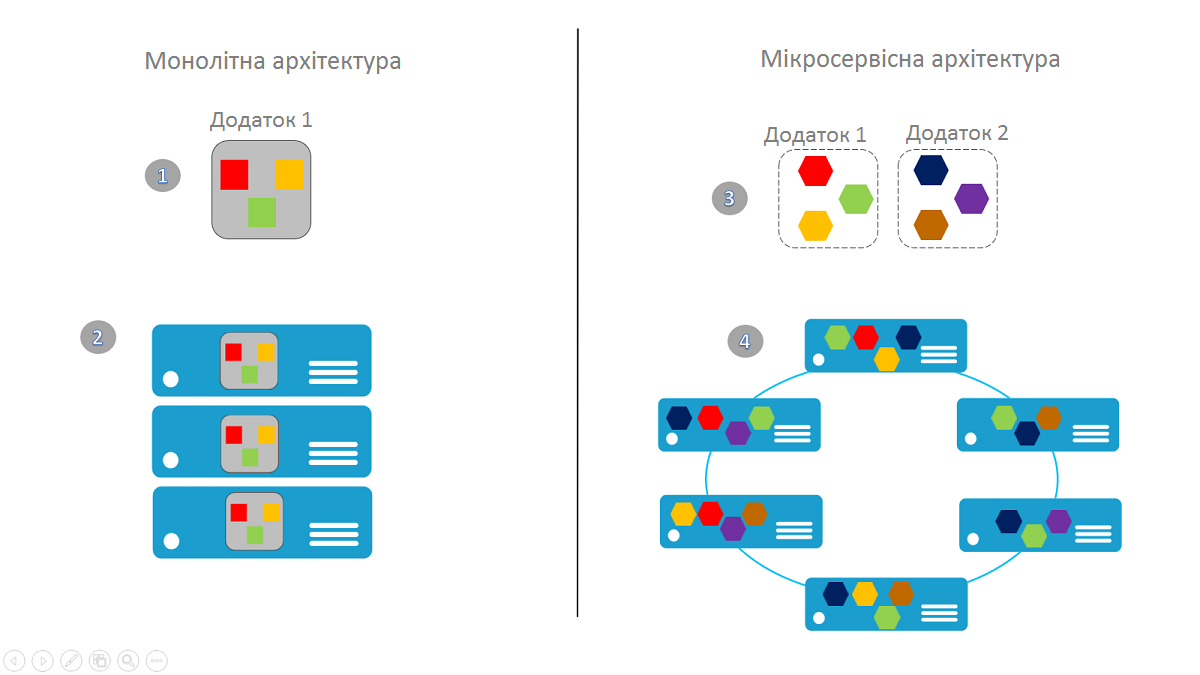 Монолітна архітектура
Додаток 1
1
2
Мікросервісна архітектура
Додаток 1
Додаток 2
3
4